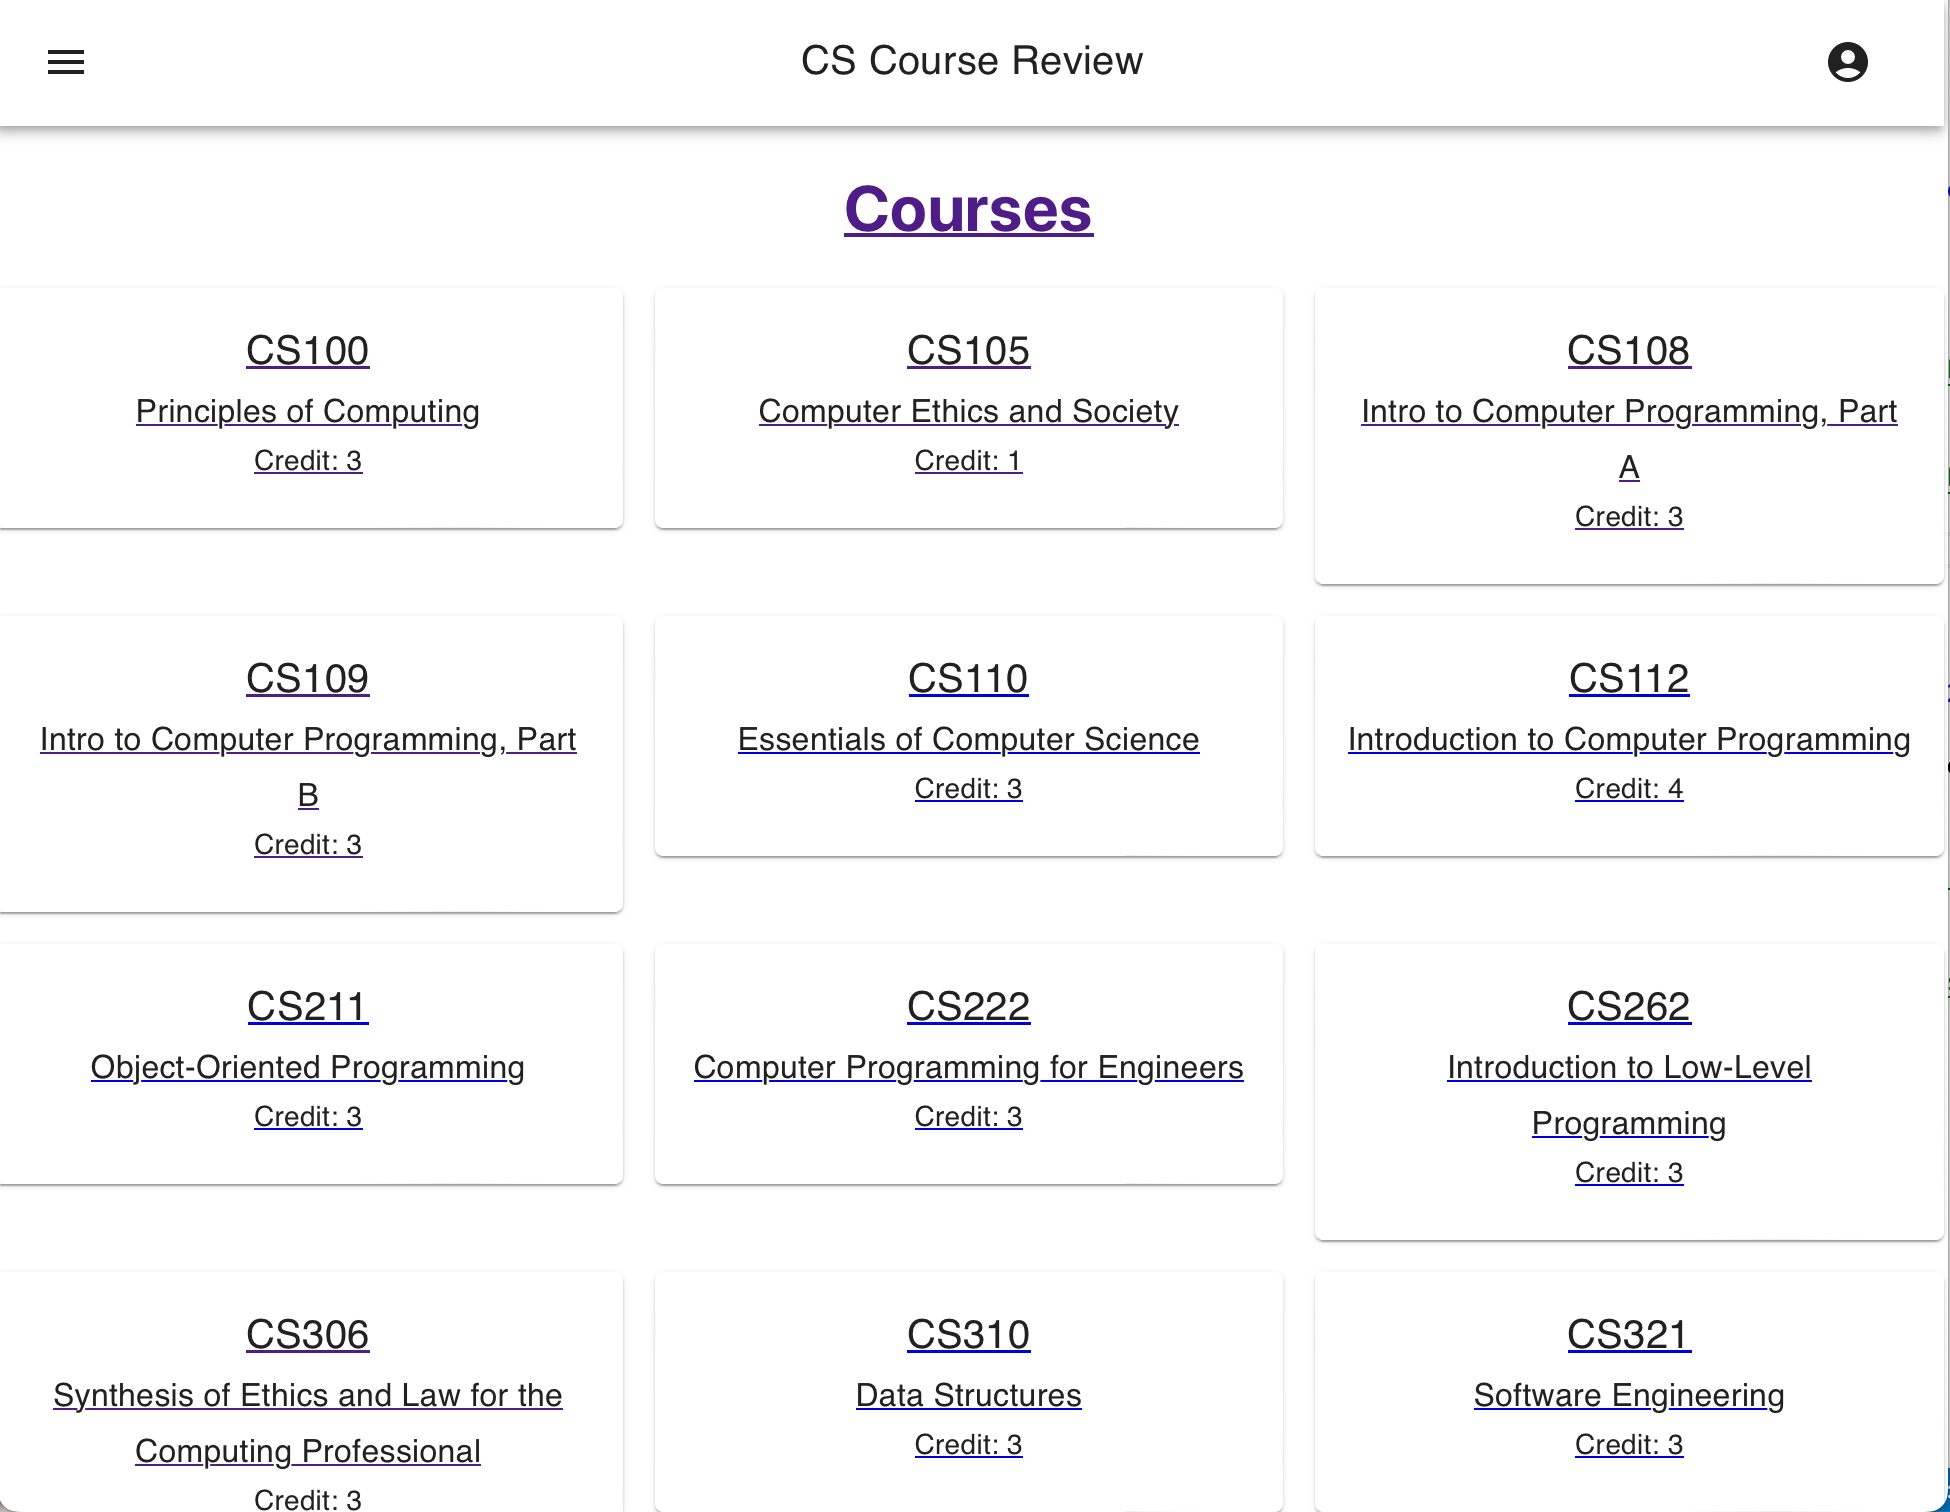 CS Course Review
Courses
CS100
Principles of Computing
Credit: 3
CS105
Computer Ethics and Society
Credit: 1
CS108
Intro to Computer Programming, Part
A
Credit: 3
CS109
Intro to Computer Programming, Part
B
Credit: 3
CS110
Essentials of Computer Science
Credit: 3
CS112
Introduction to Computer Programming
Credit: 4
CS211
Object-Oriented Programming
Credit: 3
CS222
Computer Programming for Engineers
Credit: 3
CS262
Introduction to Low-Level
Programming
Credit: 3
CS306
Synthesis of Ethics and Law for the
Computing Professional
Credit: 3
CS310
Data Structures
Credit: 3
CS321
Software Engineering
Credit: 3